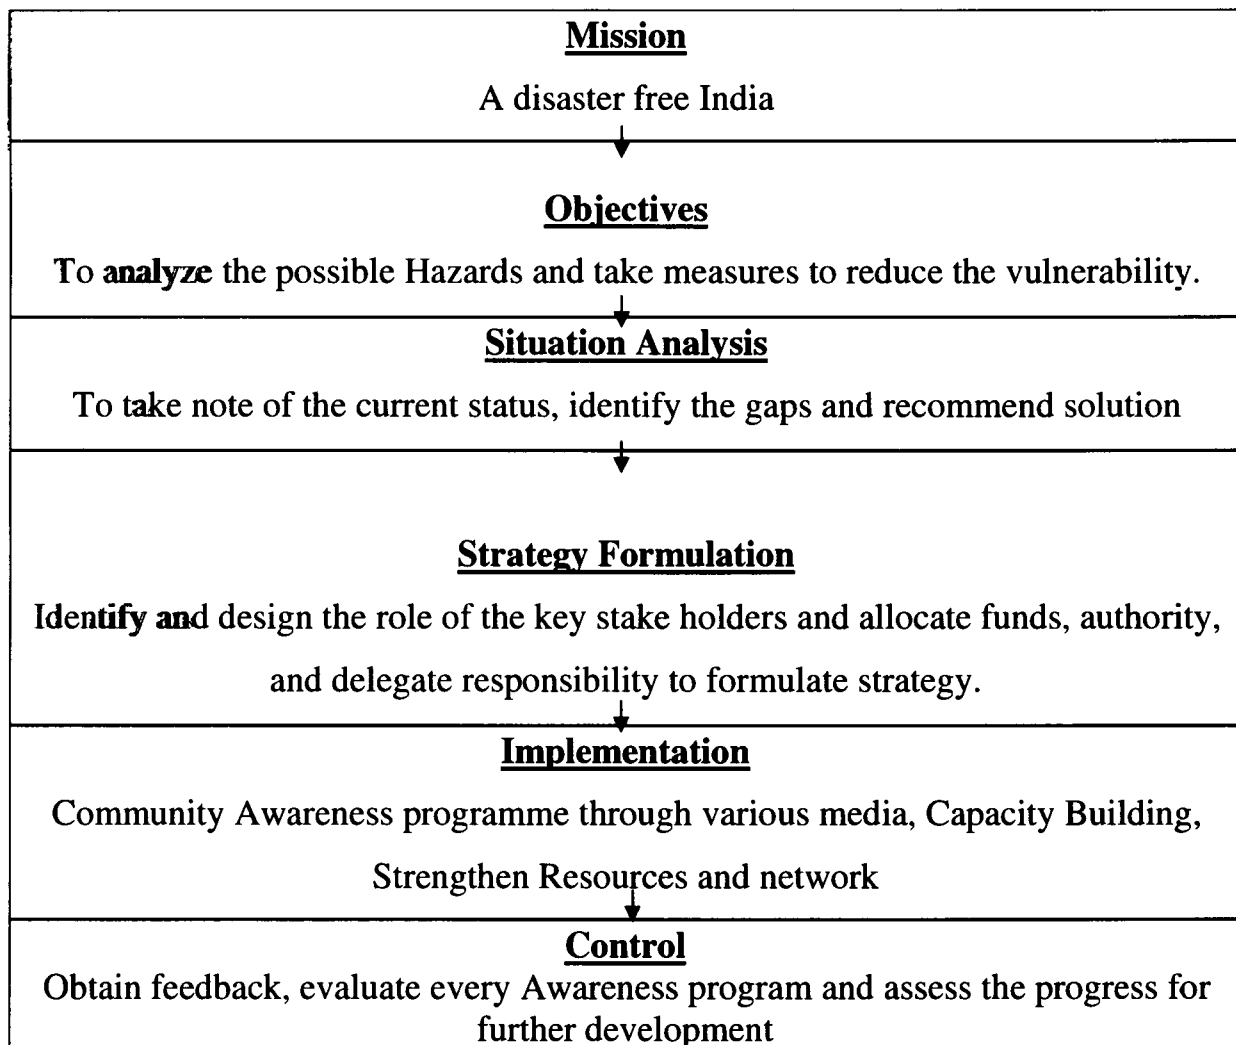 Mission
A disaster free India
Objectives
To analyze the possible Hazards and take measures to reduce the vulnerability.
Situation Analysis
To take note of the current status, identify the gaps and recommend solution
Strategy Formulation
Identify and design the role of the key stake holders and allocate funds, authority,
and delegate responsibility to formulate strategy.
Implementation
Community Awareness programme through various media, Capacity Building,
Strengthen Resources and network
Control
Obtain feedback, evaluate every Awareness program and assess the progress for
further development